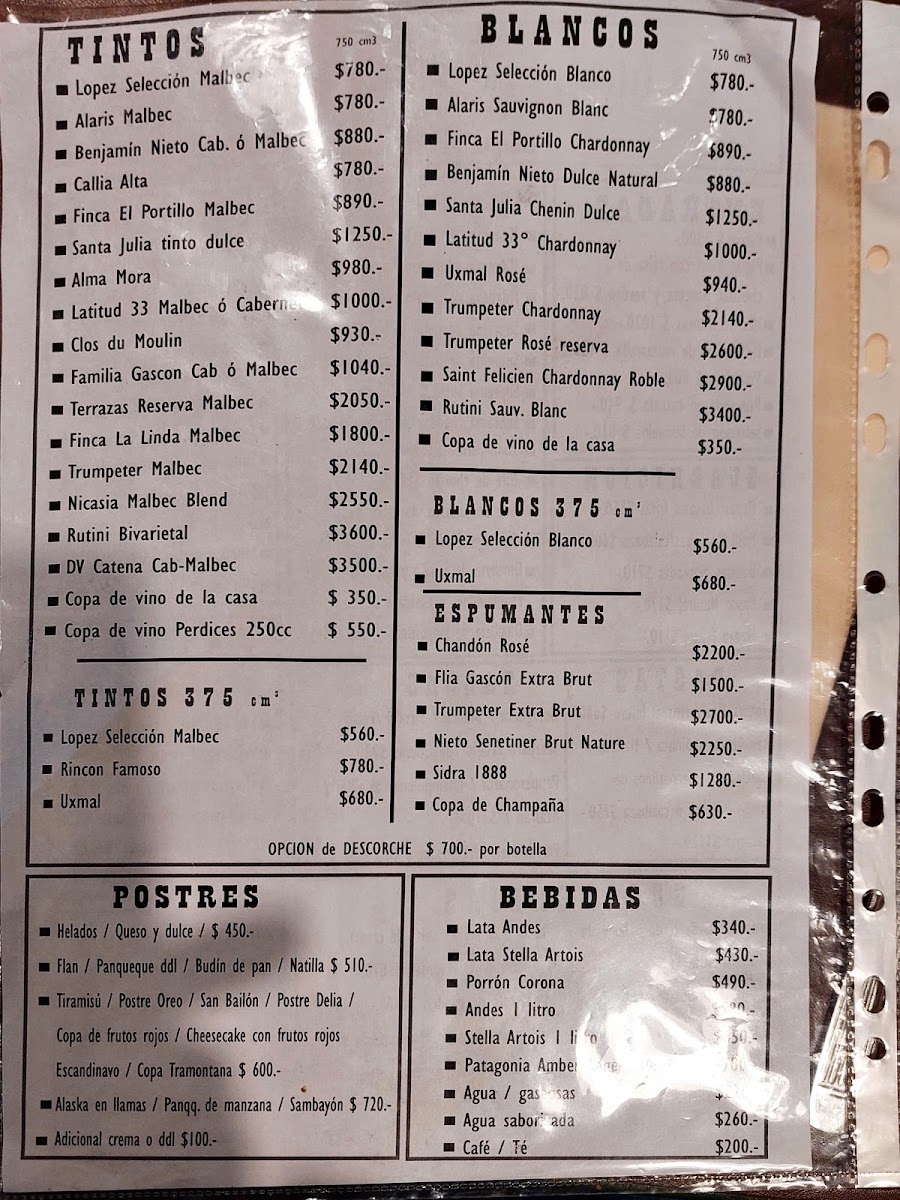 TINTOS
750 cm3
Lopez Selección Malbec $780.-
Alaris Malbec $780.-
Benjamín Nieto Cab. ó Malbec $880.-
Callia Alta $780.-
Finca El Portillo Malbec $890.-
Santa Julia tinto dulce $1250.-
Alma Mora $980.-
Latitud 33 Malbec ó Cabernet $1000.-
Clos du Moulin $930.-
Familia Gascon Cab ó Malbec $1040.-
Terrazas Reserva Malbec $2050.-
Finca La Linda Malbec $1800.-
Trumpeter Malbec $2140.-
Nicasia Malbec Blend $2550.-
Rutini Bivarietal $3600.-
DV Catena Cab-Malbec $3500.-
Copa de vino de la casa $ 350.-
Copa de vino Perdices 250cc $ 550.-
TINTOS 375 cm³
Lopez Selección Malbec $560.-
Rincon Famoso $780.-
Uxmal $680.-
BLANCOS
750 cm3
Lopez Selección Blanco $780.-
Alaris Sauvignon Blanc $780.-
Finca El Portillo Chardonnay $890.-
Benjamín Nieto Dulce Natural $880.-
Santa Julia Chenin Dulce $1250.-
Latitud 33° Chardonnay $1000.-
Uxmal Rosé $940.-
Trumpeter Chardonnay $2140.-
Trumpeter Rosé reserva $2600.-
Saint Felicien Chardonnay Roble $2900.-
Rutini Sauv. Blanc $3400.-
Copa de vino de la casa $350.-
BLANCOS 375 cm³
Lopez Selección Blanco $560.-
Uxmal $680.-
ESPUMANTES
Chandón Rosé $2200.-
Flia Gascón Extra Brut $1500.-
Trumpeter Extra Brut $2700.-
Nieto Senetiner Brut Nature $2250.-
Sidra 1888 $1280.-
Copa de Champaña $630.-
OPCION de DESCORCHE $ 700.- por botella
POSTRES
Helados / Queso y dulce / $ 450.-
Flan / Panqueque ddl / Budín de pan / Natilla $ 510.-
Tiramisú / Postre Oreo / San Bailón / Postre Delia /
Copa de frutos rojos / Cheesecake con frutos rojos
Escandinavo / Copa Tramontana $ 600.-
Alaska en llamas / Panqq. de manzana / Sambayón $ 720.-
Adicional crema o ddl $100.-
BEBIDAS
Lata Andes $340.-
Lata Stella Artois $430.-
Porrón Corona $490.-
Andes 1 litro
Stella Artois 1 litro
Patagonia Amber
Agua / gaseosas
Agua saborizada $260.-
Café / Té $200.-